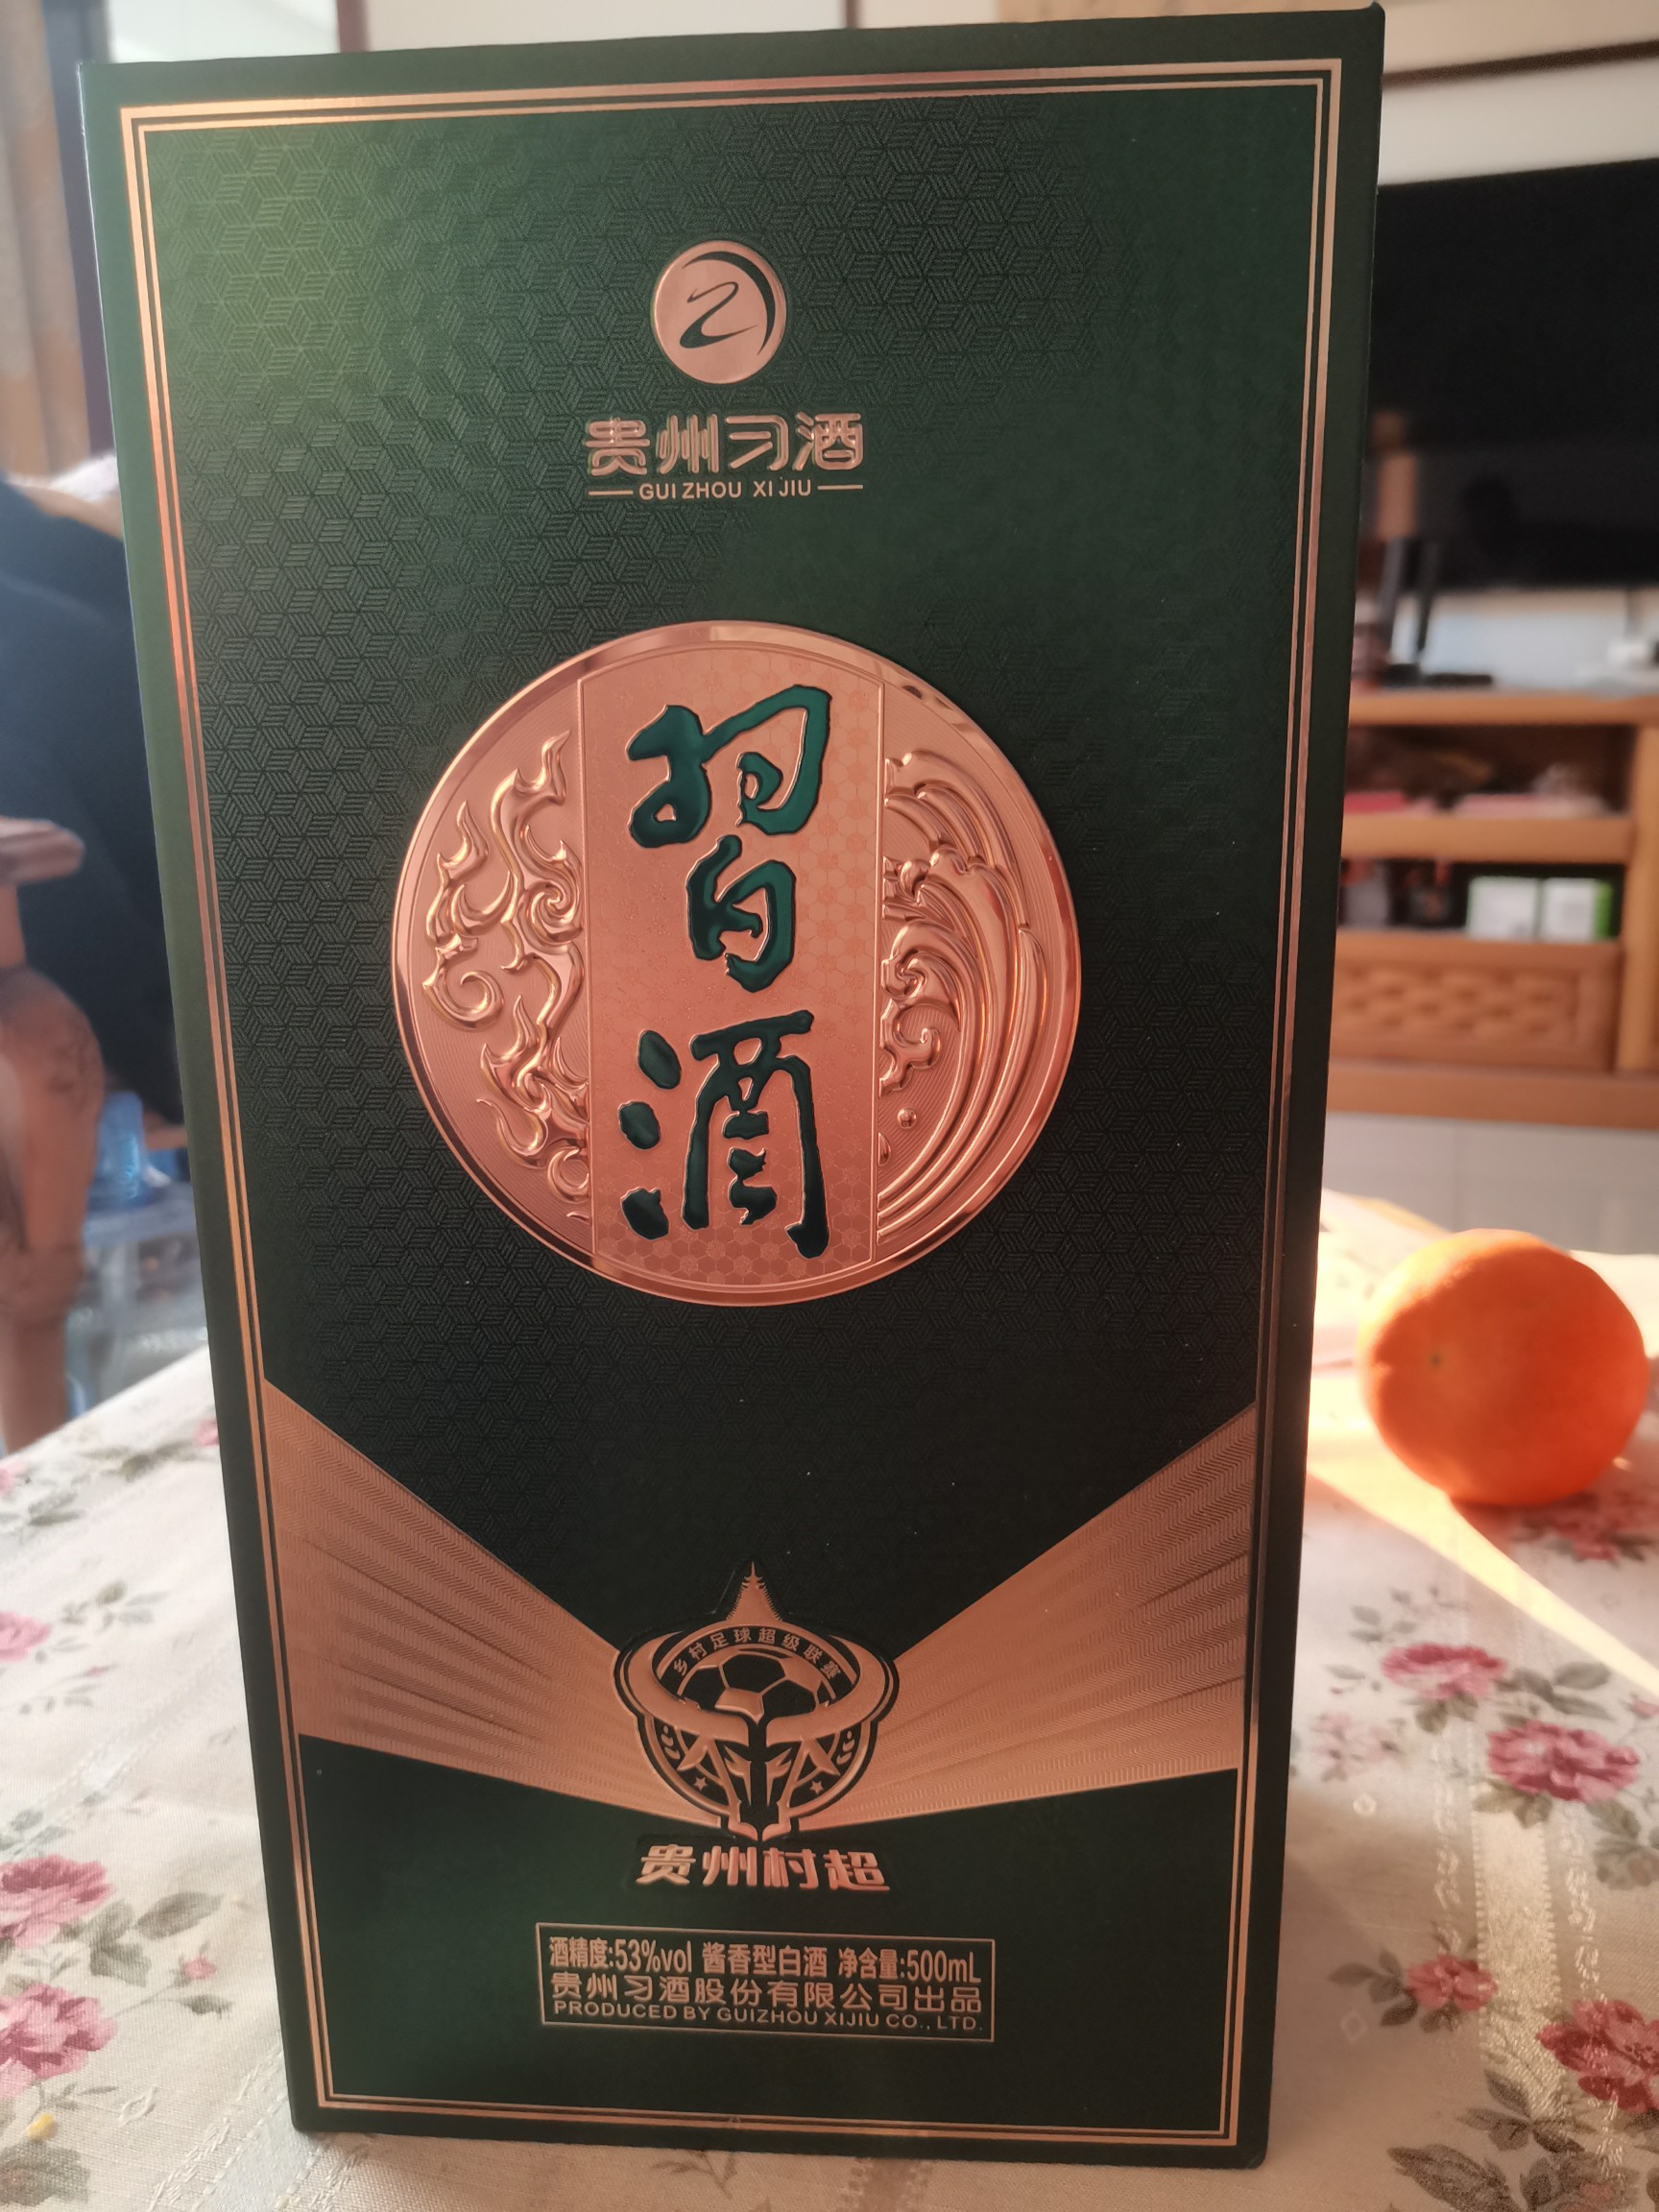 贵州习酒
GUI ZHOU XI JIU
習酒
乡村足球超级联赛
贵州村超
酒精度:53%vol 酱香型白酒 净含量:500mL
贵州习酒股份有限公司出品
PRODUCED BY GUIZHOU XIJIU CO., LTD.